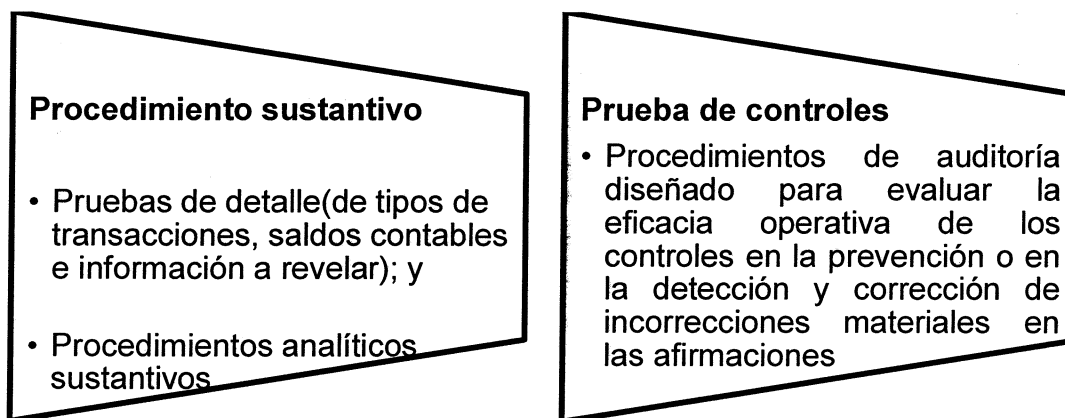 Procedimiento sustantivo
• Pruebas de detalle(de tipos de
transacciones, saldos contables
e información a revelar); y
• Procedimientos analíticos
sustantivos
Prueba de controles
• Procedimientos de auditoría
diseñado para evaluar la
eficacia operativa de los
controles en la prevención o en
la detección y corrección de
incorrecciones materiales en
las afirmaciones